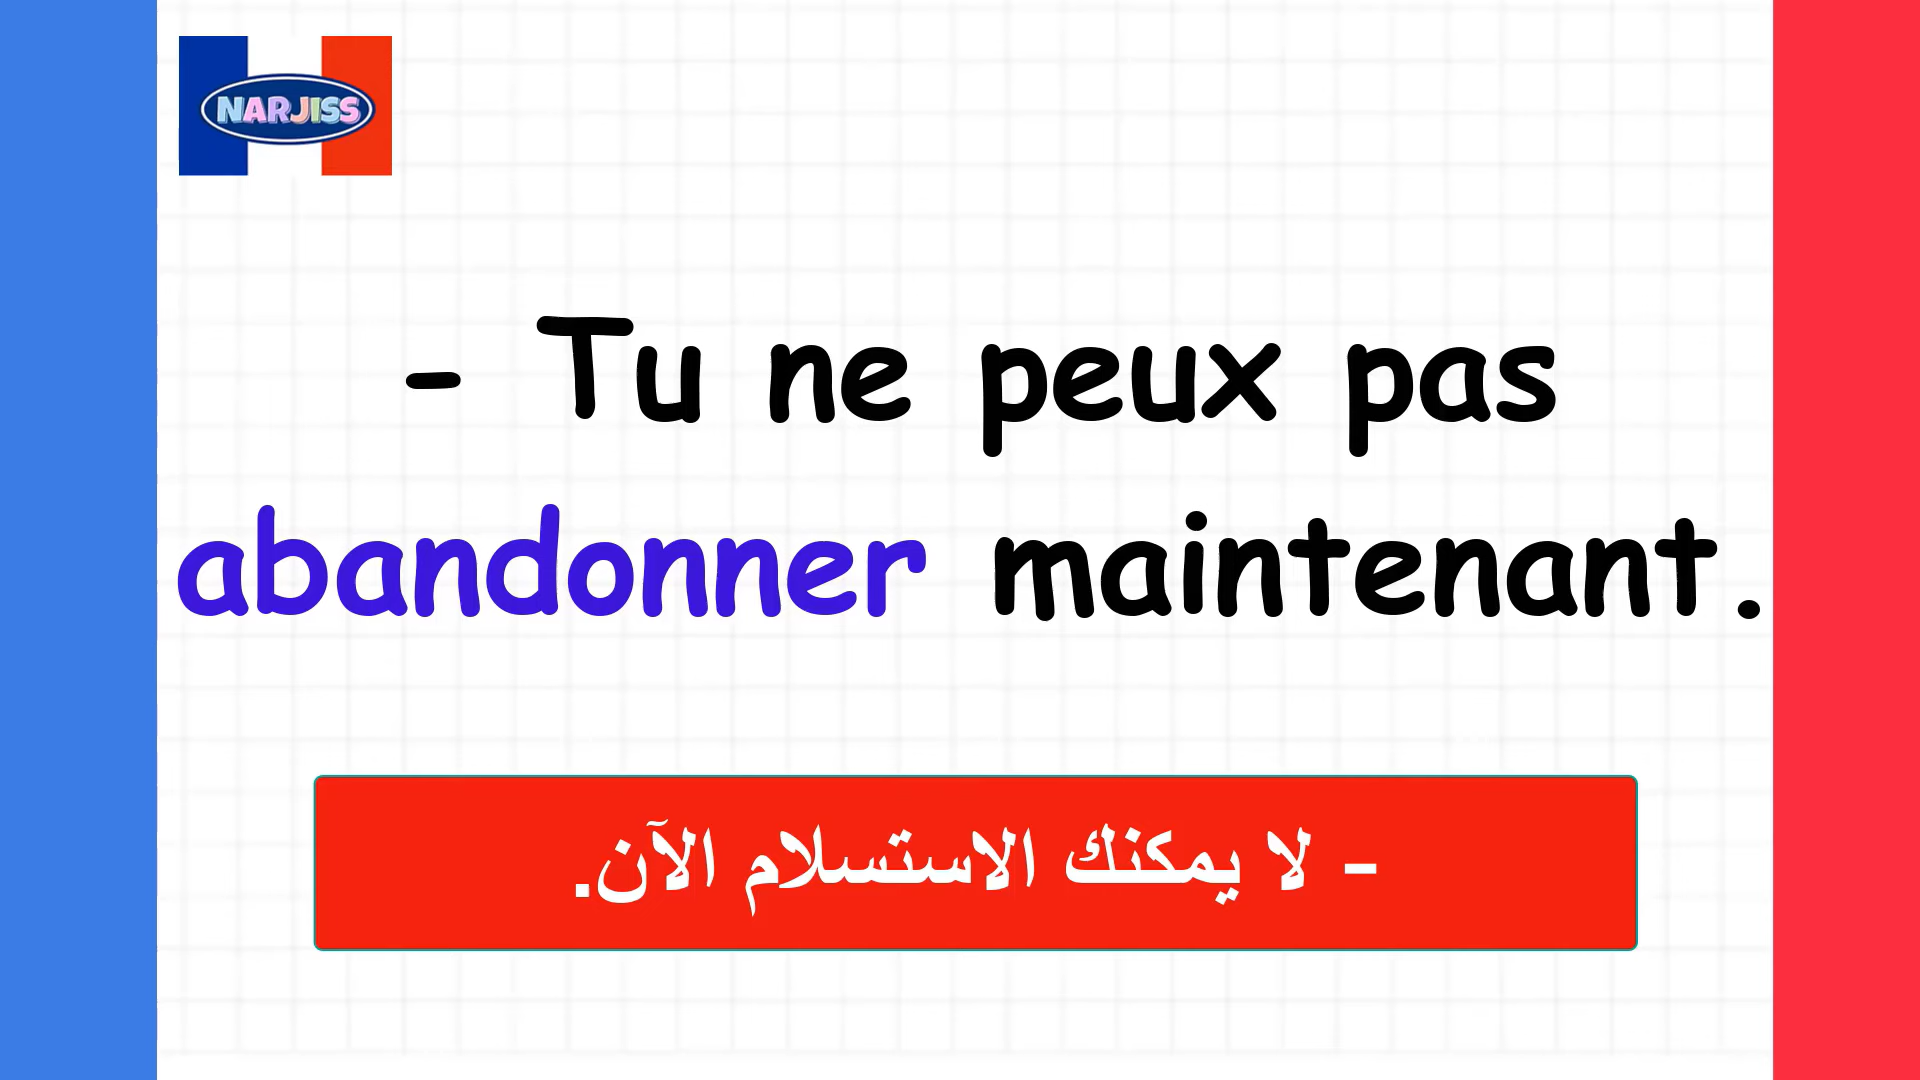 NARJISS
- Tu ne peux pas
abandonner maintenant.
- لا يمكنك الاستسلام الآن.